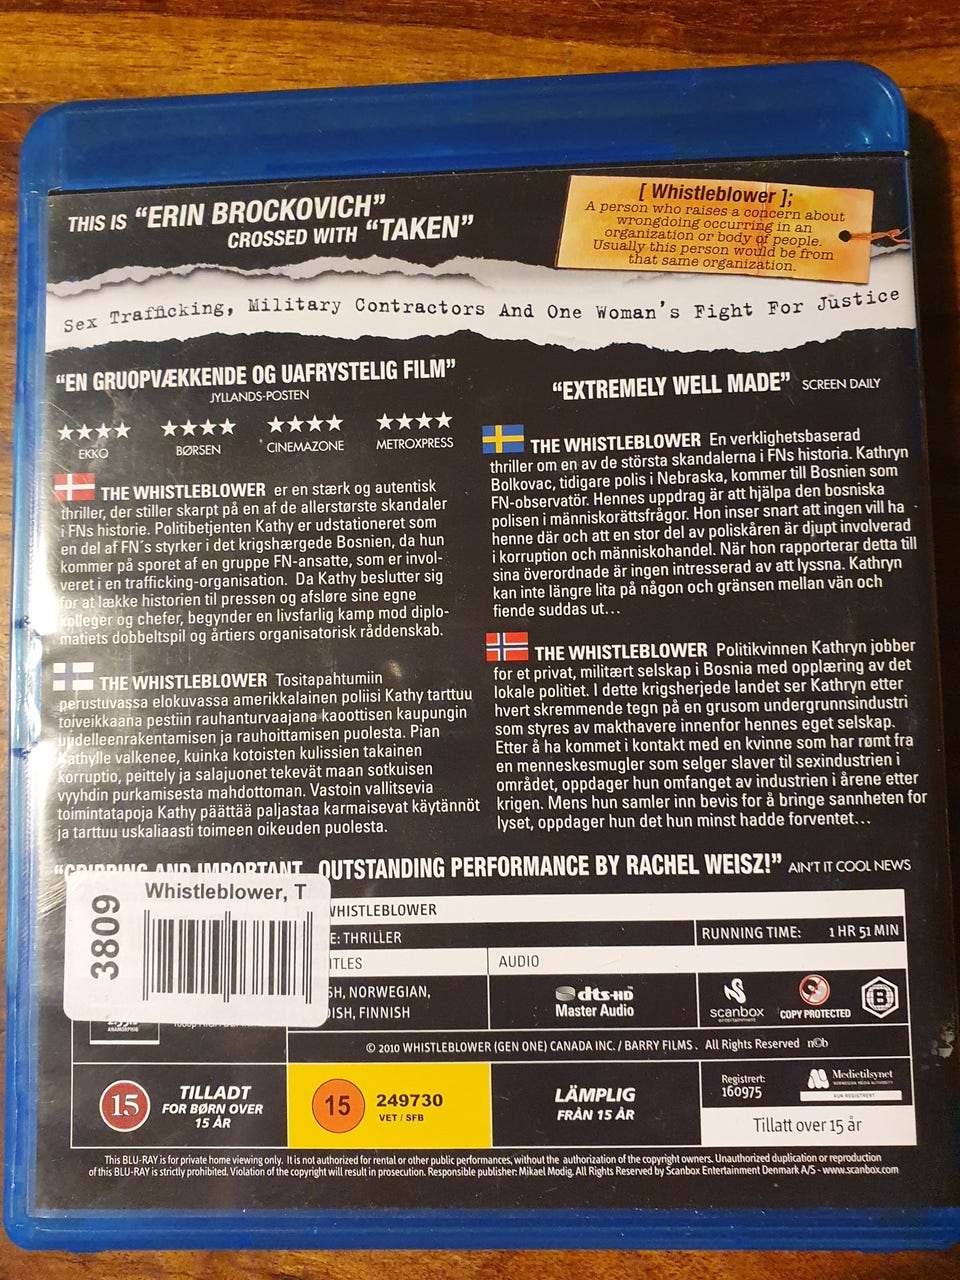 THIS IS “ERIN BROCKOVICH”
CROSSED WITH “TAKEN”
[ Whistleblower ];
A person who raises a concern about
wrongdoing occurring in an
organization or body of people.
Usually this person would be from
that same organization.
Sex Trafficking, Military Contractors And One Woman's Fight For Justice
“EN GRUOPVÆKKENDE OG UAFRYSTELIG FILM”
JYLLANDS-POSTEN
★★★★ ★★★★ ★★★★ ★★★★
EKKO BØRSEN CINEMAZONE METROXPRESS
“EXTREMELY WELL MADE” SCREEN DAILY
THE WHISTLEBLOWER er en stærk og autentisk
thriller, der stiller skarpt på en af de allerstørste skandaler
i FNs historie. Politibetjenten Kathy er udstationeret som
en del af FN´s styrker i det krigshærgede Bosnien, da hun
kommer på sporet af en gruppe FN-ansatte, som er invol-
veret i en trafficking-organisation. Da Kathy beslutter sig
for at lække historien til pressen og afsløre sine egne
kolleger og chefer, begynder en livsfarlig kamp mod diplo-
matiets dobbeltspil og årtiers organisatorisk råddenskab.
THE WHISTLEBLOWER En verklighetsbaserad
thriller om en av de största skandalerna i FNs historia. Kathryn
Bolkovac, tidigare polis i Nebraska, kommer till Bosnien som
FN-observatör. Hennes uppdrag är att hjälpa den bosniska
polisen i människorättsfrågor. Hon inser snart att ingen vill ha
henne där och att en stor del av poliskåren är djupt involverad
i korruption och människohandel. När hon rapporterar detta till
sina överordnade är ingen intresserad av att lyssna. Kathryn
kan inte längre lita på någon och gränsen mellan vän och
fiende suddas ut...
THE WHISTLEBLOWER Tositapahtumiin
perustuvassa elokuvassa amerikkalainen poliisi Kathy tarttuu
toiveikkaana pestiin rauhanturvaajana kaoottisen kaupungin
uudelleenrakentamisen ja rauhoittamisen puolesta. Pian
Kathylle valkenee, kuinka kotoisten kulissien takainen
korruptio, peittely ja salajuonet tekevät maan sotkuisen
vyyhdin purkamisesta mahdottoman. Vastoin vallitsevia
toimintatapoja Kathy päättää paljastaa karmaisevat käytännöt
ja tarttuu uskaliaasti toimeen oikeuden puolesta.
THE WHISTLEBLOWER Politikvinnen Kathryn jobber
for et privat, militært selskap i Bosnia med opplæring av det
lokale politiet. I dette krigsherjede landet ser Kathryn etter
hvert skremmende tegn på en grusom undergrunnsindustri
som styres av makthavere innenfor hennes eget selskap.
Etter å ha kommet i kontakt med en kvinne som har rømt fra
en menneskesmugler som selger slaver til sexindustrien i
området, oppdager hun omfanget av industrien i årene etter
krigen. Mens hun samler inn bevis for å bringe sannheten for
lyset, oppdager hun det hun minst hadde forventet...
“GRIPPING AND IMPORTANT. OUTSTANDING PERFORMANCE BY RACHEL WEISZ!” AIN'T IT COOL NEWS
Whistleblower, T
3809
WHISTLEBLOWER
E: THRILLER
RUNNING TIME: 1 HR 51 MIN
TLES
AUDIO
SH, NORWEGIAN,
DISH, FINNISH
dts-HD
Master Audio
scanbox
entertainment
COPY PROTECTED
B
ANAMORPHIC
© 2010 WHISTLEBLOWER (GEN ONE) CANADA INC. / BARRY FILMS. All Rights Reserved n©b
15
TILLADT
FOR BØRN OVER
15 ÅR
15
249730
VET / SFB
LÄMPLIG
FRÅN 15 ÅR
Registrert:
160975
Medietilsynet
NORWEGIAN MEDIA AUTHORITY
KUN REGISTRERT
Tillatt over 15 år
This BLU-RAY is for private home viewing only. It is not authorized for rental or other public performances, without the authorization of the copyright owners. Unauthorized duplication or reproduction
of this BLU-RAY is strictly prohibited. Violation of the copyright will result in prosecution. Responsible publisher: Mikael Modig. All Rights Reserved by Scanbox Entertainment Denmark A/S - www.scanbox.com